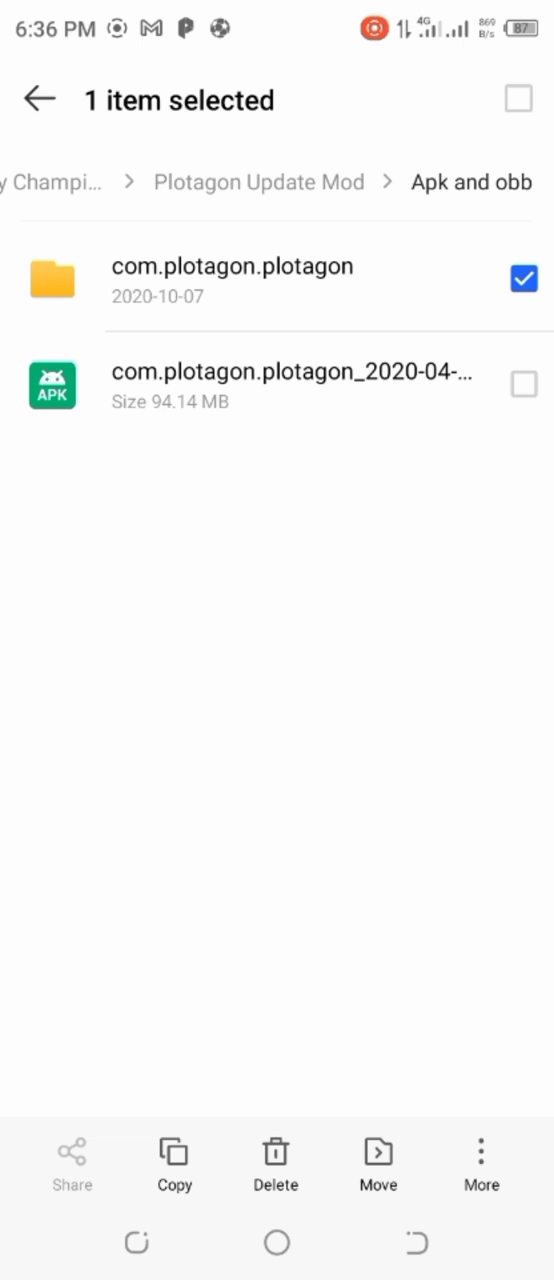 6:36 PM
4G
869
B/s
87
1 item selected
y Champi... > Plotagon Update Mod > Apk and obb
com.plotagon.plotagon
2020-10-07
APK
com.plotagon.plotagon_2020-04-...
Size 94.14 MB
Share
Copy
Delete
Move
More